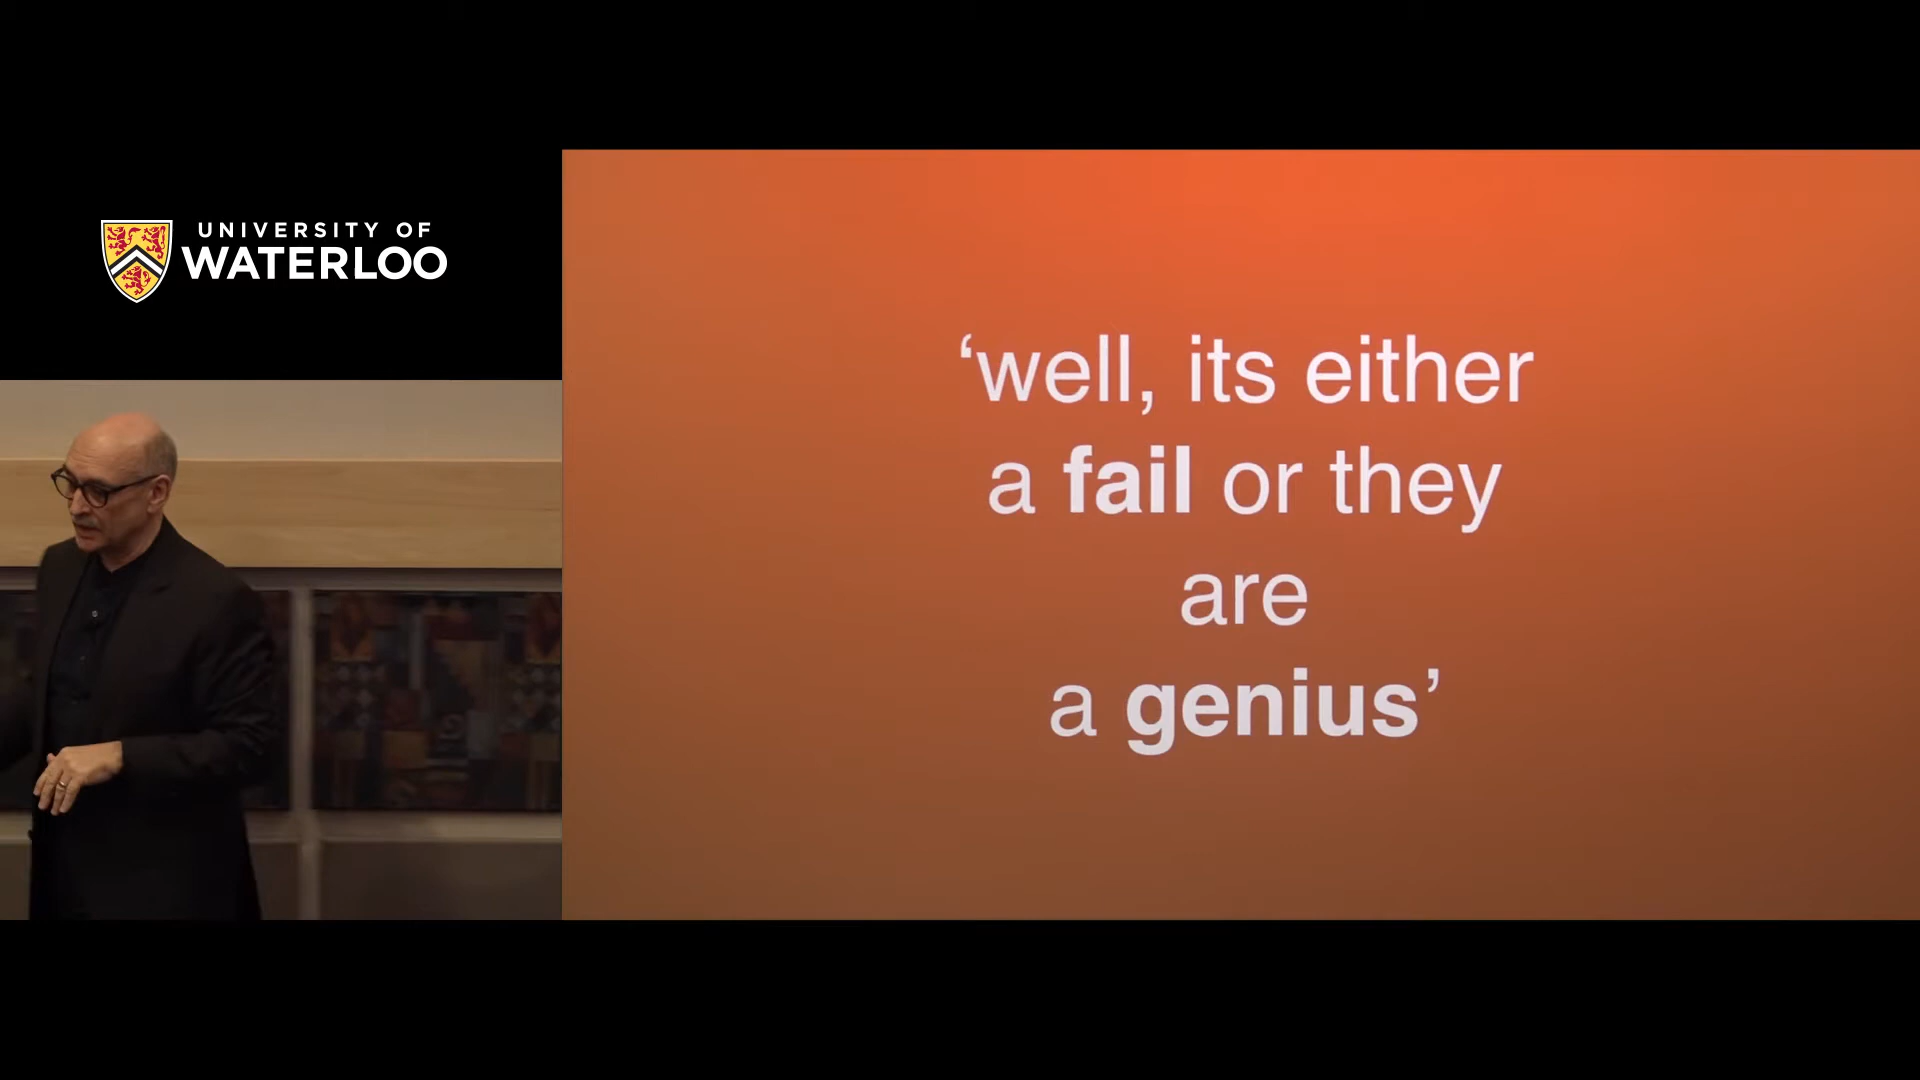 UNIVERSITY OF
WATERLOO
‘well, its either
a fail or they
are
a genius’